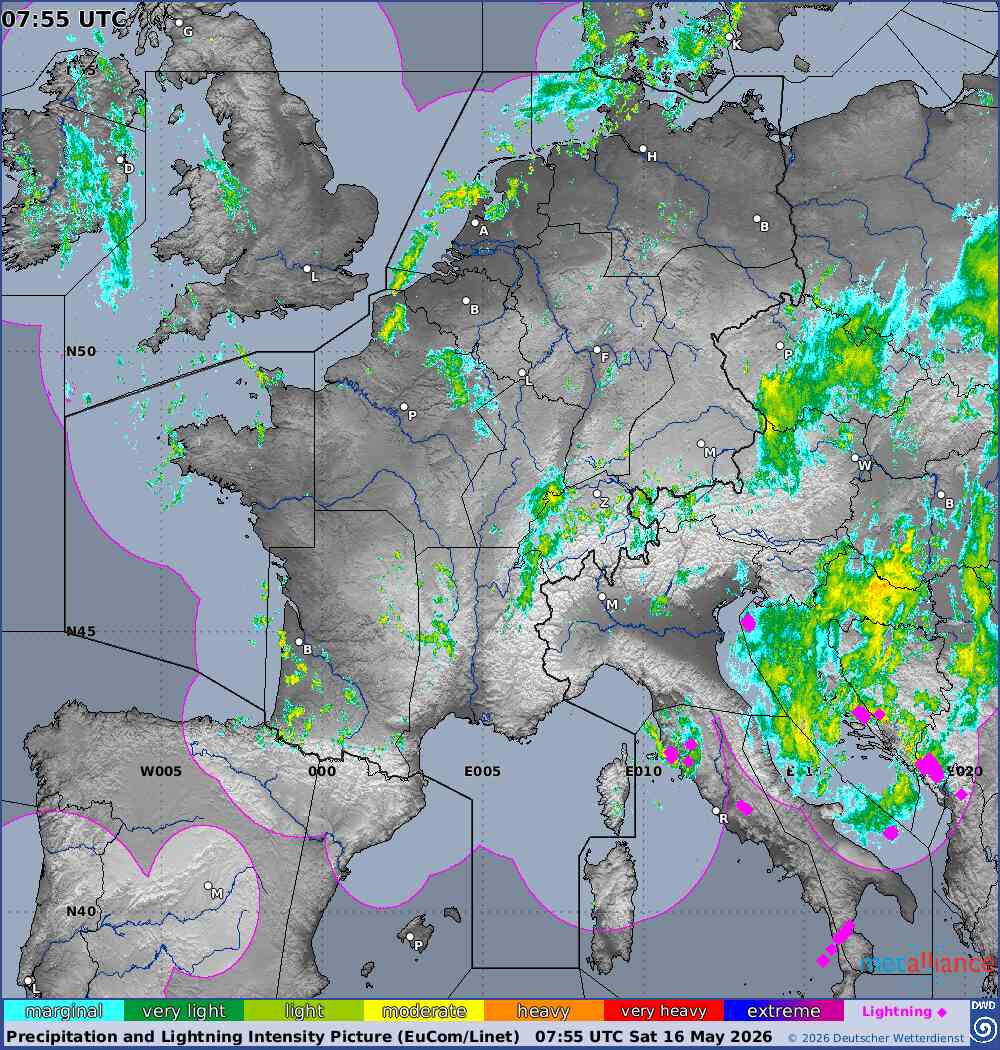 07:55 UTC
G
K
N55
D
H
A
B
L
B
N50
P
F
L
P
M
W
Z
B
M
N45
B
W005
000
E005
E010
E020
R
N40
M
P
L
metalliance
marginal
very light
light
moderate
heavy
very heavy
extreme
Lightning
DWD
Precipitation and Lightning Intensity Picture (EuCom/Linet) 07:55 UTC Sat 16 May 2026 © 2026 Deutscher Wetterdienst